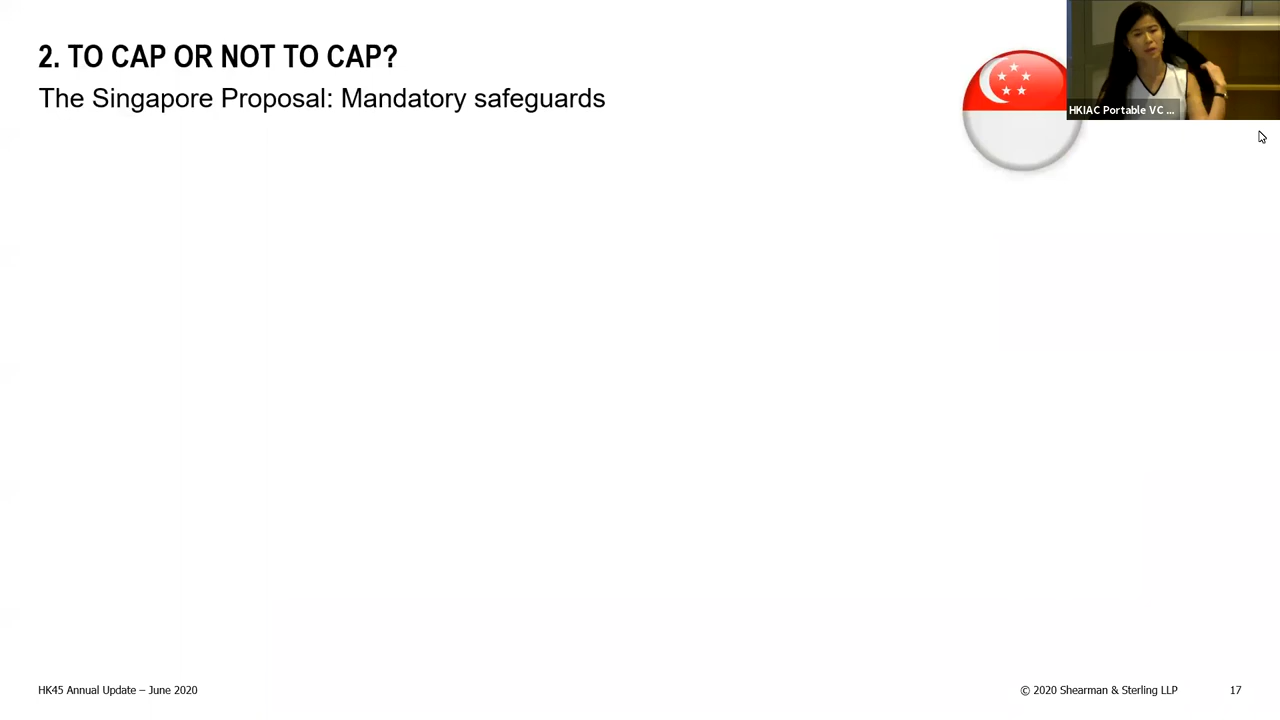 2. TO CAP OR NOT TO CAP?
The Singapore Proposal: Mandatory safeguards
HKIAC Portable VC ...
HK45 Annual Update – June 2020
© 2020 Shearman & Sterling LLP
17